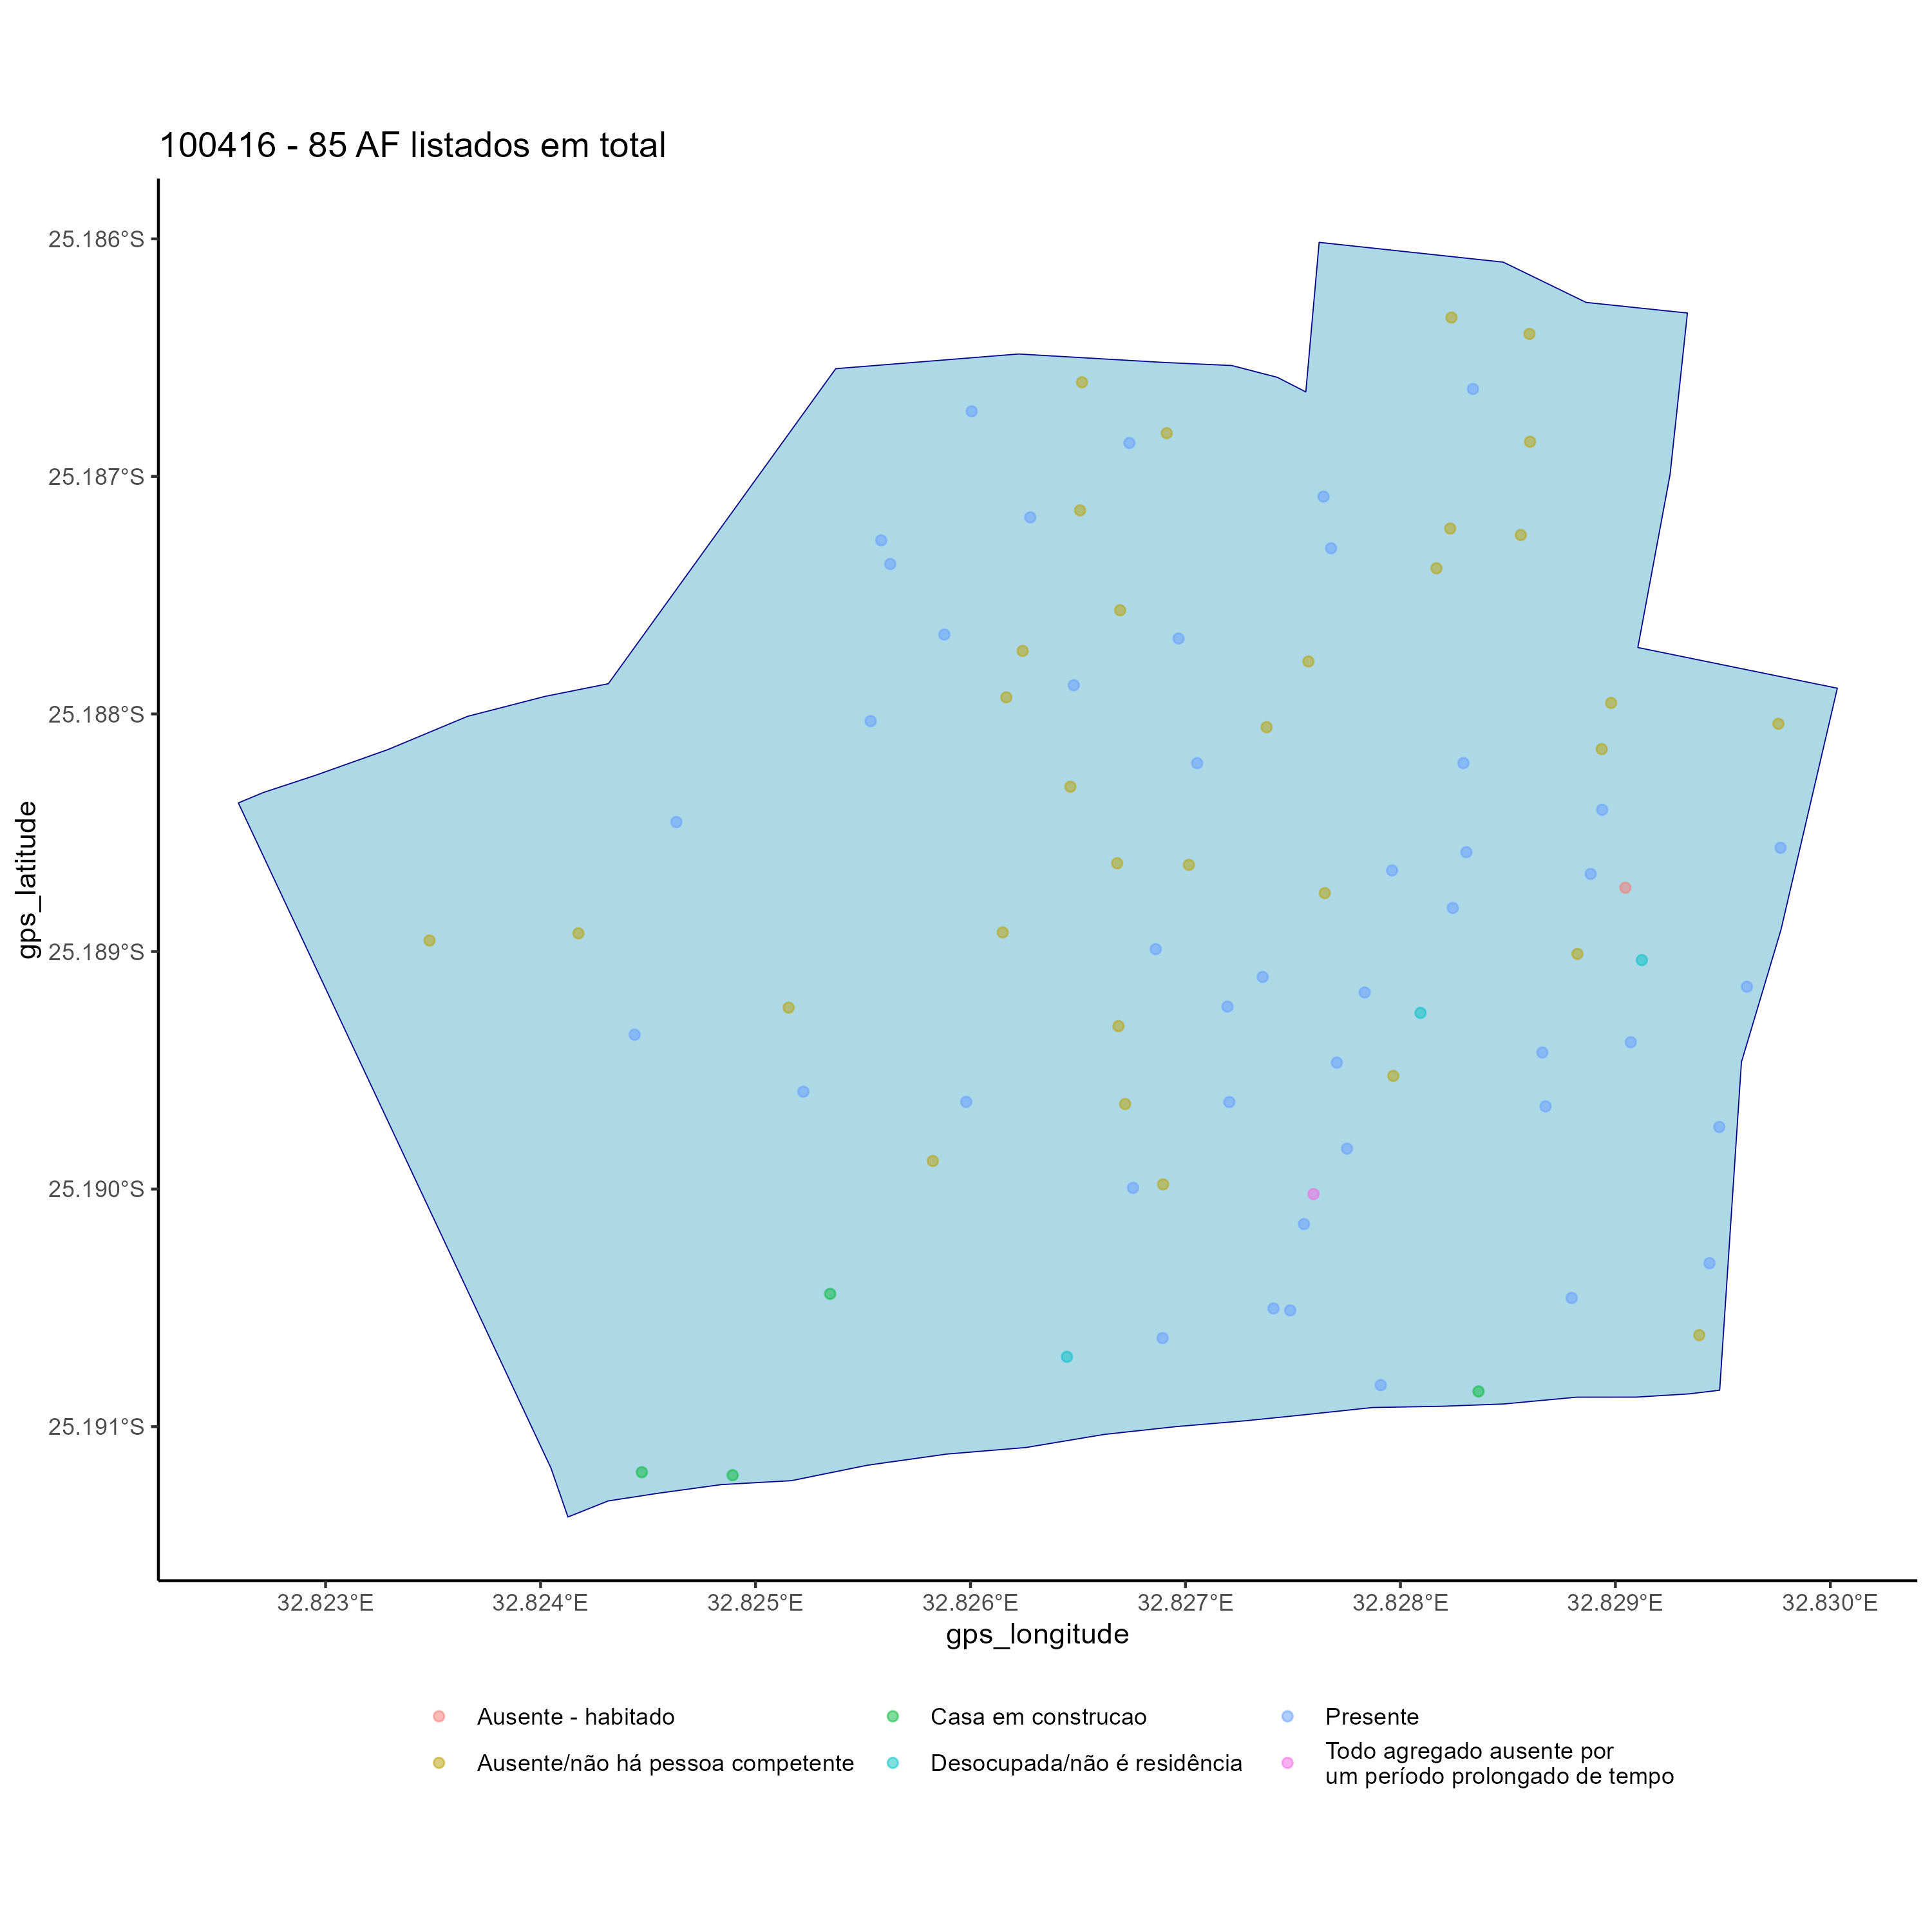 100416 - 85 AF listados em total
25.186°S
25.187°S
25.188°S
25.189°S
25.190°S
25.191°S
gps_latitude
32.823°E
32.824°E
32.825°E
32.826°E
32.827°E
32.828°E
32.829°E
32.830°E
gps_longitude
Ausente - habitado
Ausente/não há pessoa competente
Casa em construcao
Desocupada/não é residência
Presente
Todo agregado ausente por
um período prolongado de tempo